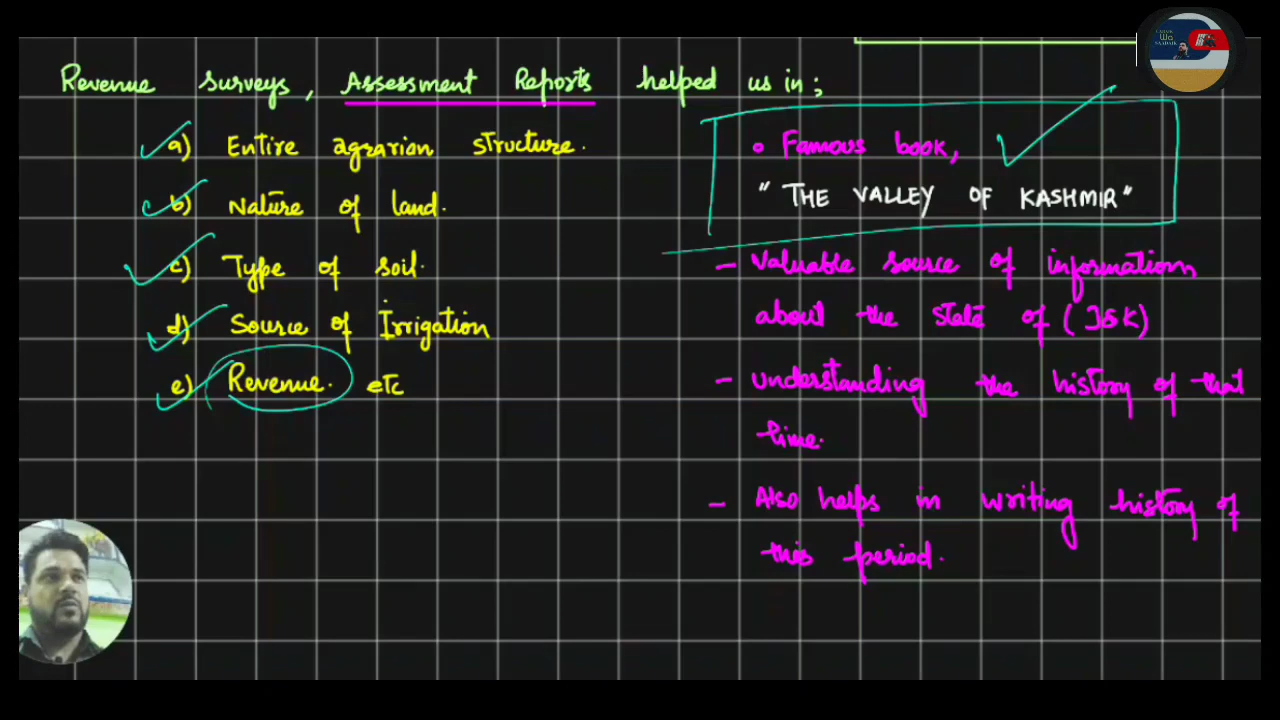 Revenue surveys, Assessment Reports helped us in;
a) Entire agrarian structure.
b) Nature of land.
c) Type of soil.
d) Source of Irrigation
e) Revenue. etc
• Famous book,
"THE VALLEY OF KASHMIR"
- Valuable source of informations
about the state of (J&K)
- understanding the history of that
time.
- Also helps in writing history of
this period.